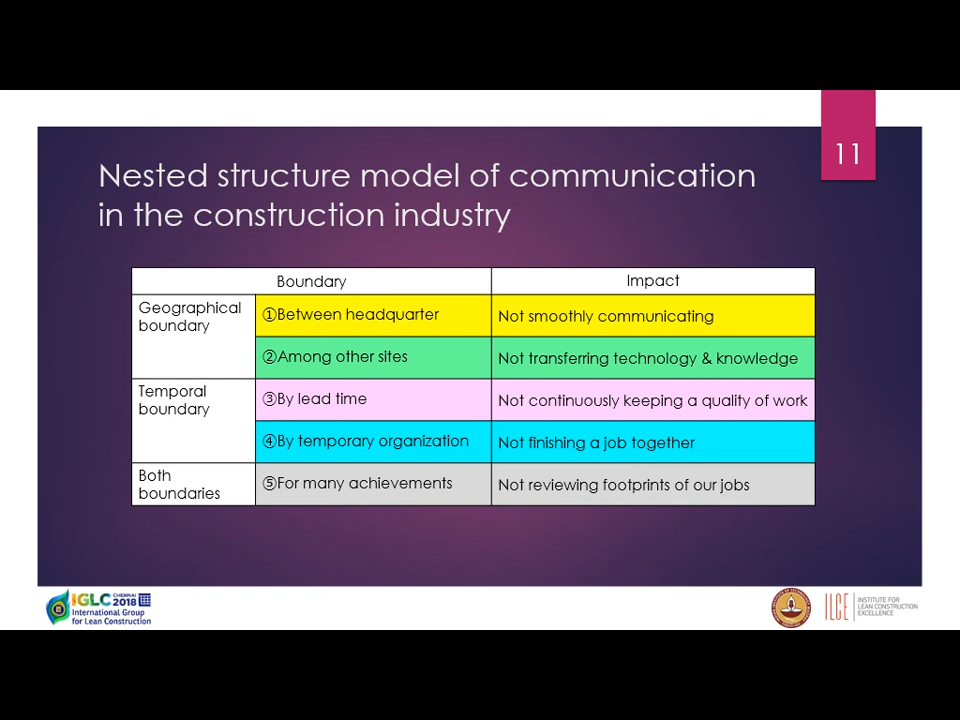 11
Nested structure model of communication
in the construction industry
Boundary
Impact
Geographical
boundary
①Between headquarter
Not smoothly communicating
②Among other sites
Not transferring technology & knowledge
Temporal
boundary
③By lead time
Not continuously keeping a quality of work
④By temporary organization
Not finishing a job together
Both
boundaries
⑤For many achievements
Not reviewing footprints of our jobs
IGLC CHENNAI 2018
International Group
for Lean Construction
ILCE
INSTITUTE FOR
LEAN CONSTRUCTION
EXCELLENCE